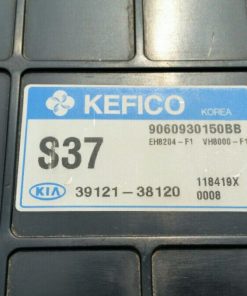 KEFICO KOREA
9060930150BB
S37 EH8204-F1 VH8000-F1
KIA 39121-38120 118419X
0008